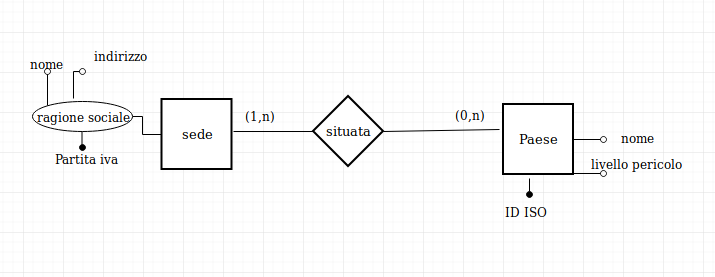 nome
indirizzo
ragione sociale
Partita iva
sede
(1,n)
situata
(0,n)
Paese
nome
livello pericolo
ID ISO